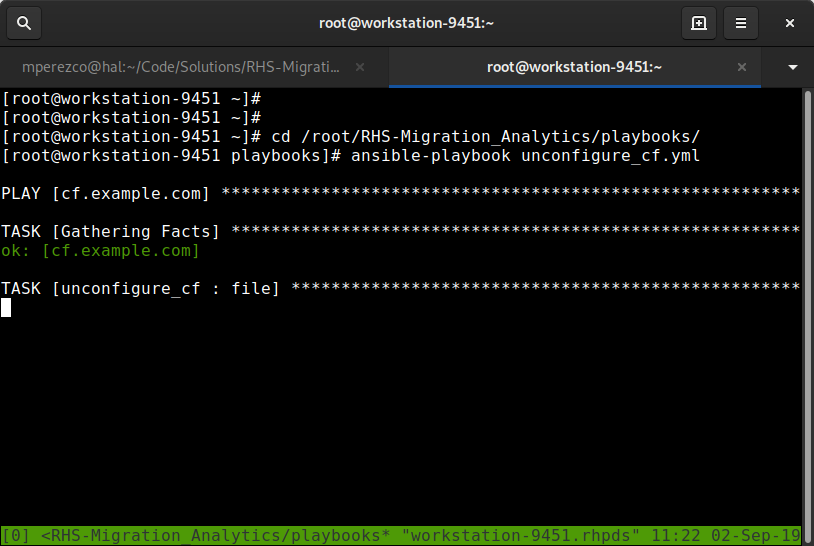 root@workstation-9451:~
mperezco@hal:~/Code/Solutions/RHS-Migrati...
root@workstation-9451:~
[root@workstation-9451 ~]#
[root@workstation-9451 ~]#
[root@workstation-9451 ~]# cd /root/RHS-Migration_Analytics/playbooks/
[root@workstation-9451 playbooks]# ansible-playbook unconfigure_cf.yml
PLAY [cf.example.com] **********************************************************
TASK [Gathering Facts] *********************************************************
ok: [cf.example.com]
TASK [unconfigure_cf : file] ***************************************************
[0] <RHS-Migration_Analytics/playbooks* "workstation-9451.rhpds" 11:22 02-Sep-19